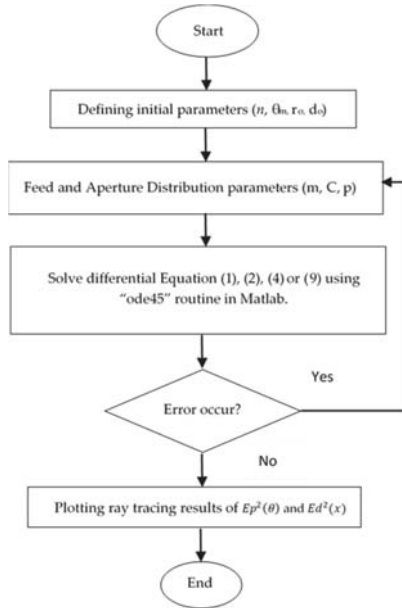 Start
Defining initial parameters (n, θₘ, rₒ, dₒ)
Feed and Aperture Distribution parameters (m, C, p)
Solve differential Equation (1), (2), (4) or (9) using
“ode45” routine in Matlab.
Yes
Error occur?
No
Plotting ray tracing results of Ep²(θ) and Ed²(x)
End